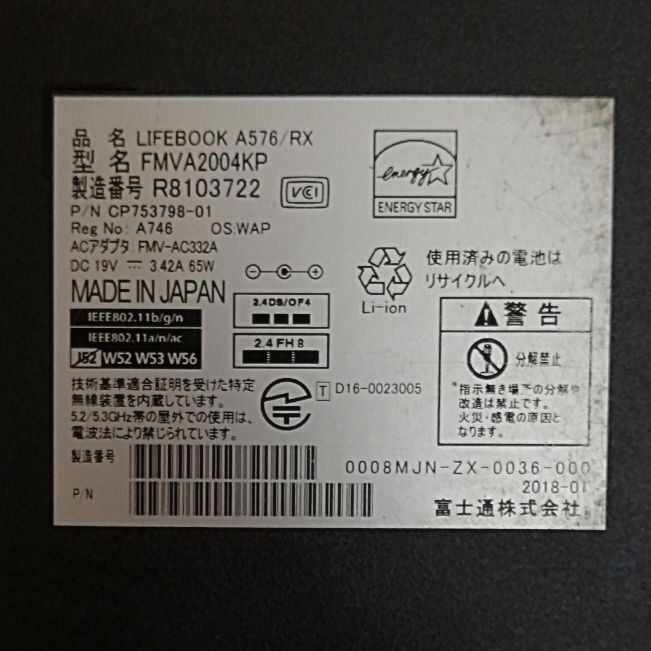 品 名 LIFEBOOK A576/RX
型 名 FMVA2004KP
製造番号 R8103722
VCCI
P/N CP753798-01
Reg No: A746 OS:WAP
ACアダプタ: FMV-AC332A
DC 19V 3.42A 65W
MADE IN JAPAN
energy
ENERGY STAR
Li-ion
使用済みの電池は
リサイクルへ
IEEE802.11b/g/n
IEEE802.11a/n/ac
J52 W52 W53 W56
2.4DS/OF4
2.4FH8
技術基準適合証明を受けた特定
無線装置を内蔵しています。
5.2/5.3GHz帯の屋外での使用は、
電波法により禁じられています。
T D16-0023005
警告
分解禁止
*指示無き場所の分解や
改造は禁止です。
火災・感電の原因と
なります。
製造番号
P/N
0008MJN-ZX-0036-000
2018-01
富士通株式会社